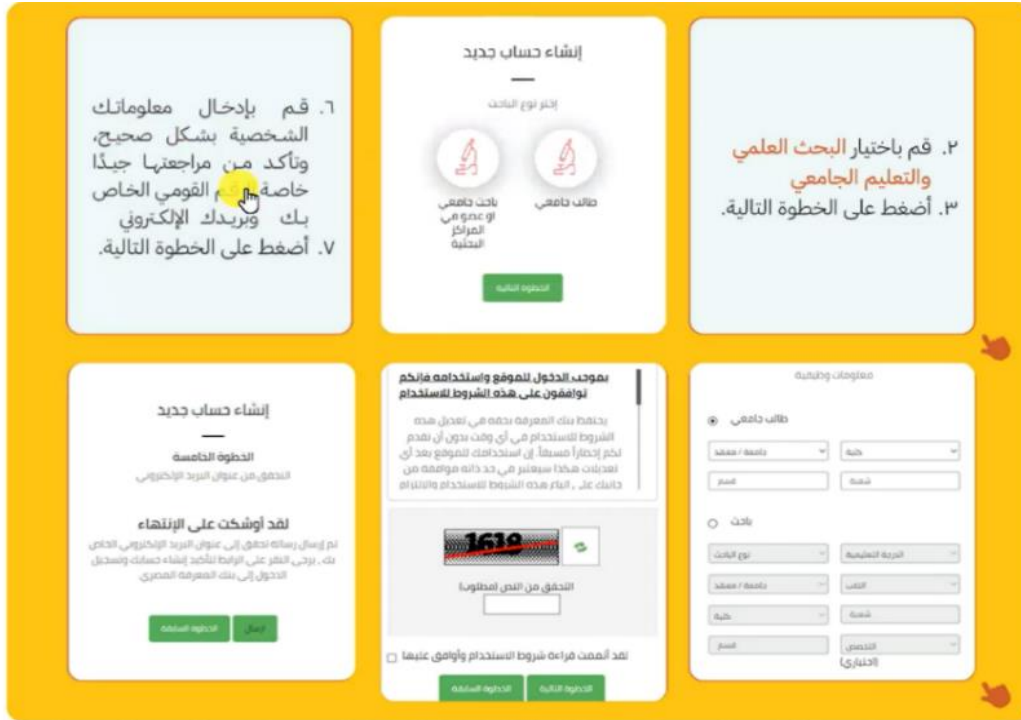 ٢. قم باختيار البحث العلمي
والتعليم الجامعي
٣. أضغط على الخطوة التالية.
إنشاء حساب جديد
إختر نوع الباحث
طالب جامعي
باحث جامعي
او عضو في
المراكز
البحثية
الخطوة التالية
٦. قم بإدخال معلوماتك
الشخصية بشكل صحيح،
وتأكد من مراجعتها جيدًا
خاصة القومي الخاص
بك وبريدك الإلكتروني
٧. أضغط على الخطوة التالية.
معلومات وظيفية
طالب جامعي
جامعة / معهد
كلية
قسم
شعبة
باحث
نوع الباحث
الدرجة التعليمية
جامعة / معهد
اللقب
كلية
شعبة
قسم
التخصص
(اختياري)
بموجب الدخول للموقع واستخدامه فإنكم
توافقون على هذه الشروط للاستخدام
يحتفظ بنك المعرفة بحقه في تعديل هذه
الشروط للاستخدام في أي وقت بدون أن نقدم
لكم إخطاراً مسبقاً. إن استخدامك للموقع بعد أي
تعديلات هكذا سيعتبر في حد ذاته موافقة من
جانبك على إتباع هذه الشروط للاستخدام والالتزام
1618
التحقق من النص (مطلوب)
لقد أتممت قراءة شروط الاستخدام وأوافق عليها
الخطوة التالية
الخطوة السابقة
إنشاء حساب جديد
الخطوة الخامسة
التحقق من عنوان البريد الإلكتروني
لقد أوشكت على الإنتهاء
تم إرسال رسالة تحقق إلى عنوان البريد الإلكتروني الخاص
بك , يرجى النقر على الرابط لتأكيد إنشاء حسابك وتسجيل
الدخول إلى بنك المعرفة المصري
ارسال
الخطوة السابقة